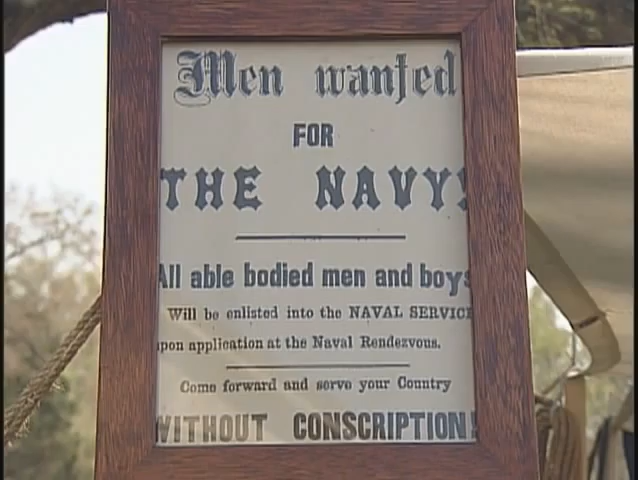 Men wanted
FOR
THE NAVY!
All able bodied men and boys
Will be enlisted into the NAVAL SERVICE
upon application at the Naval Rendezvous.
Come forward and serve your Country
WITHOUT CONSCRIPTION!